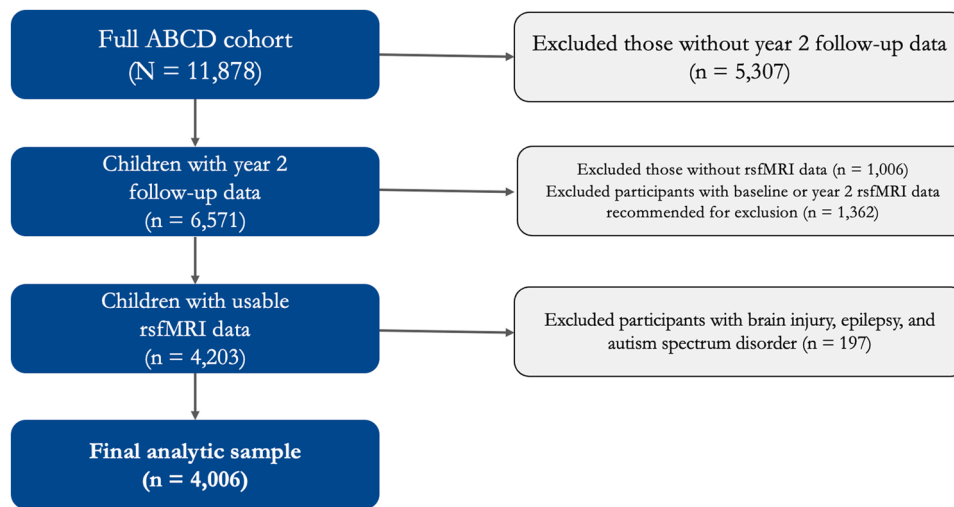 Full ABCD cohort
(N = 11,878)
Excluded those without year 2 follow-up data
(n = 5,307)
Children with year 2
follow-up data
(n = 6,571)
Excluded those without rsfMRI data (n = 1,006)
Excluded participants with baseline or year 2 rsfMRI data
recommended for exclusion (n = 1,362)
Children with usable
rsfMRI data
(n = 4,203)
Excluded participants with brain injury, epilepsy, and
autism spectrum disorder (n = 197)
Final analytic sample
(n = 4,006)